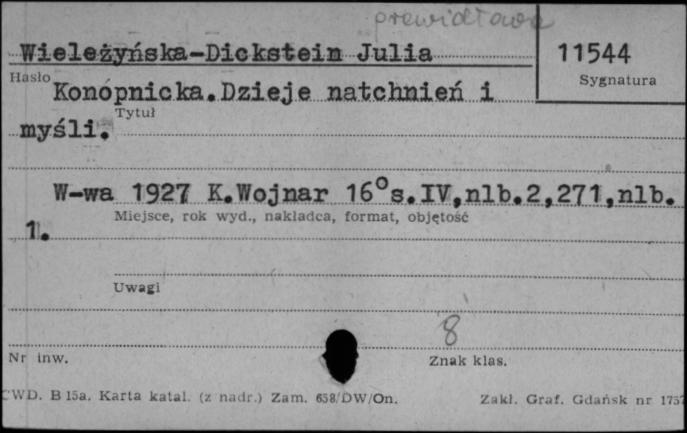 prawidłowa
Wieleżyńska-Dickstein Julia
11544
Hasło
Sygnatura
Konopnicka.Dzieje natchnień i
Tytuł
myśli.
W-wa 1927 K.Wojnar 16°s.IV,nlb.2,271,nlb.
Miejsce, rok wyd., nakładca, format, objętość
1.
Uwagi
8
Nr inw.
Znak klas.
CWD. B 15a. Karta katal. (z nadr.) Zam. 658/DW/On.
Zakł. Graf. Gdańsk nr 1757